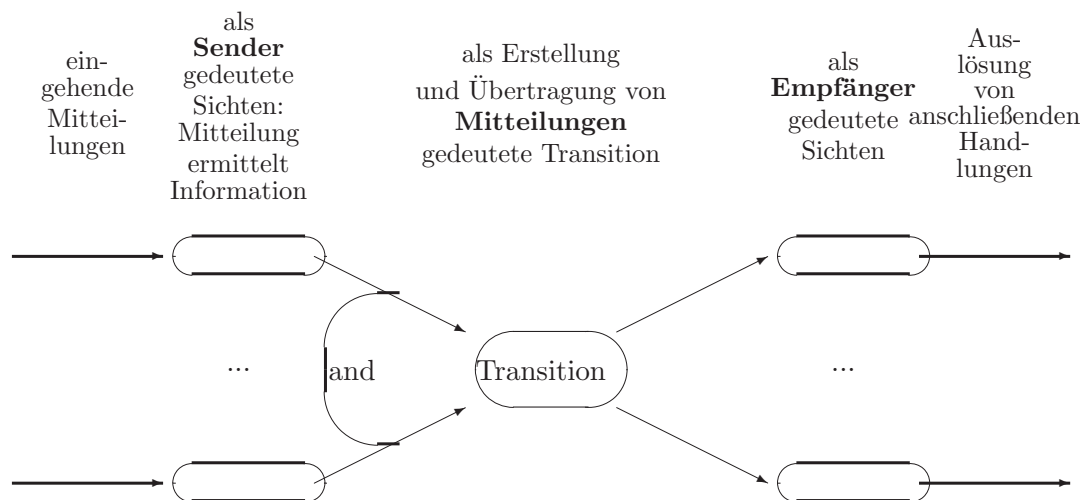 ein-
gehende
Mittei-
lungen
als
Sender
gedeutete
Sichten:
Mitteilung
ermittelt
Information
als Erstellung
und Übertragung von
Mitteilungen
gedeutete Transition
als
Empfänger
gedeutete
Sichten
Aus-
lösung
von
anschließenden
Hand-
lungen
...
and
Transition
...